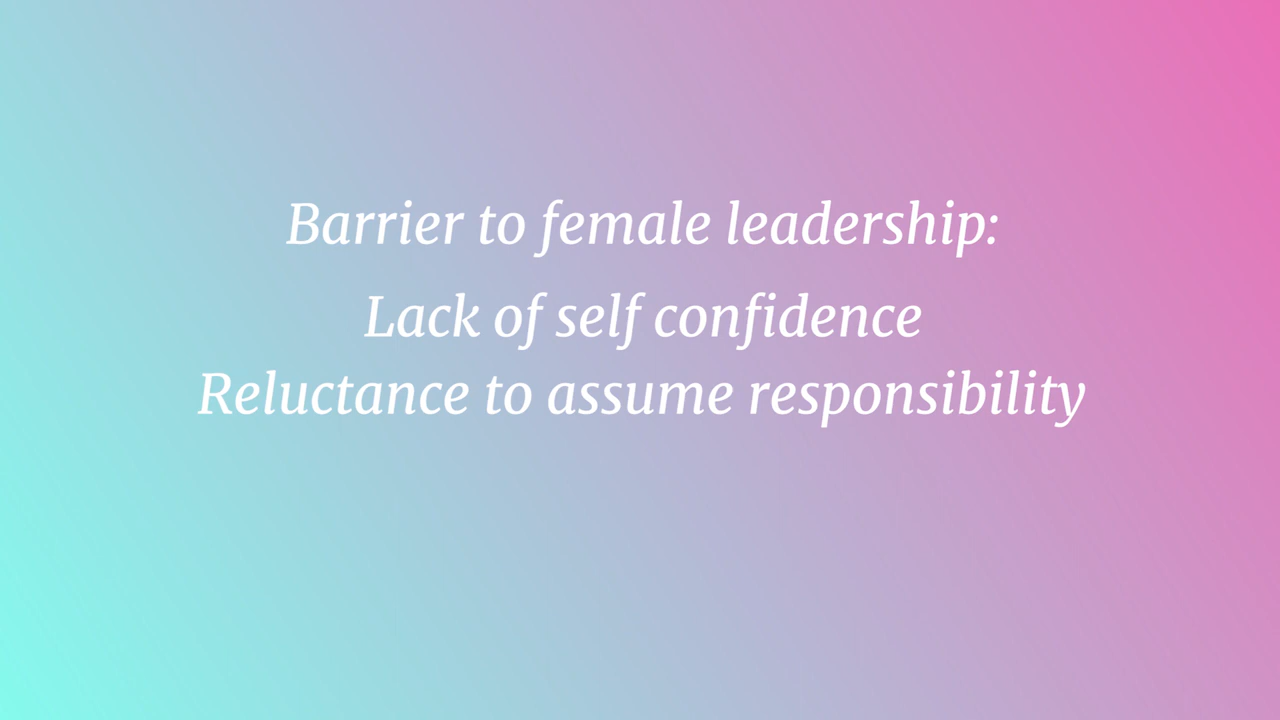 Barrier to female leadership:
Lack of self confidence
Reluctance to assume responsibility